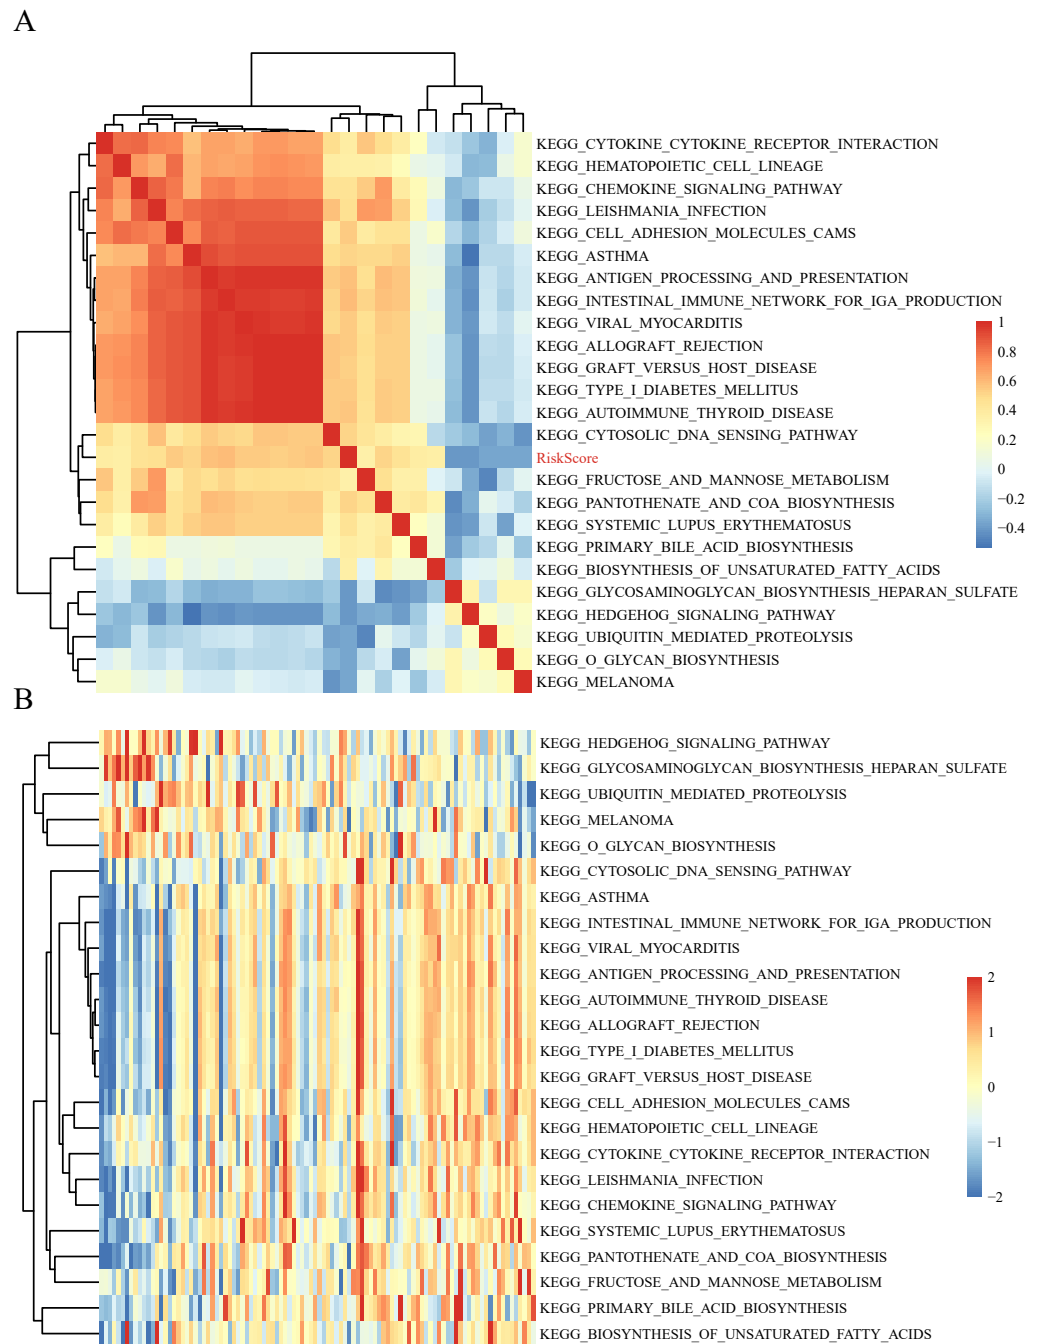 A
KEGG_CYTOKINE_CYTOKINE_RECEPTOR_INTERACTION
KEGG_HEMATOPOIETIC_CELL_LINEAGE
KEGG_CHEMOKINE_SIGNALING_PATHWAY
KEGG_LEISHMANIA_INFECTION
KEGG_CELL_ADHESION_MOLECULES_CAMS
KEGG_ASTHMA
KEGG_ANTIGEN_PROCESSING_AND_PRESENTATION
KEGG_INTESTINAL_IMMUNE_NETWORK_FOR_IGA_PRODUCTION
KEGG_VIRAL_MYOCARDITIS
KEGG_ALLOGRAFT_REJECTION
KEGG_GRAFT_VERSUS_HOST_DISEASE
KEGG_TYPE_I_DIABETES_MELLITUS
KEGG_AUTOIMMUNE_THYROID_DISEASE
KEGG_CYTOSOLIC_DNA_SENSING_PATHWAY
RiskScore
KEGG_FRUCTOSE_AND_MANNOSE_METABOLISM
KEGG_PANTOTHENATE_AND_COA_BIOSYNTHESIS
KEGG_SYSTEMIC_LUPUS_ERYTHEMATOSUS
KEGG_PRIMARY_BILE_ACID_BIOSYNTHESIS
KEGG_BIOSYNTHESIS_OF_UNSATURATED_FATTY_ACIDS
KEGG_GLYCOSAMINOGLYCAN_BIOSYNTHESIS_HEPARAN_SULFATE
KEGG_HEDGEHOG_SIGNALING_PATHWAY
KEGG_UBIQUITIN_MEDIATED_PROTEOLYSIS
KEGG_O_GLYCAN_BIOSYNTHESIS
KEGG_MELANOMA
1
0.8
0.6
0.4
0.2
0
−0.2
−0.4
B
KEGG_HEDGEHOG_SIGNALING_PATHWAY
KEGG_GLYCOSAMINOGLYCAN_BIOSYNTHESIS_HEPARAN_SULFATE
KEGG_UBIQUITIN_MEDIATED_PROTEOLYSIS
KEGG_MELANOMA
KEGG_O_GLYCAN_BIOSYNTHESIS
KEGG_CYTOSOLIC_DNA_SENSING_PATHWAY
KEGG_ASTHMA
KEGG_INTESTINAL_IMMUNE_NETWORK_FOR_IGA_PRODUCTION
KEGG_VIRAL_MYOCARDITIS
KEGG_ANTIGEN_PROCESSING_AND_PRESENTATION
KEGG_AUTOIMMUNE_THYROID_DISEASE
KEGG_ALLOGRAFT_REJECTION
KEGG_TYPE_I_DIABETES_MELLITUS
KEGG_GRAFT_VERSUS_HOST_DISEASE
KEGG_CELL_ADHESION_MOLECULES_CAMS
KEGG_HEMATOPOIETIC_CELL_LINEAGE
KEGG_CYTOKINE_CYTOKINE_RECEPTOR_INTERACTION
KEGG_LEISHMANIA_INFECTION
KEGG_CHEMOKINE_SIGNALING_PATHWAY
KEGG_SYSTEMIC_LUPUS_ERYTHEMATOSUS
KEGG_PANTOTHENATE_AND_COA_BIOSYNTHESIS
KEGG_FRUCTOSE_AND_MANNOSE_METABOLISM
KEGG_PRIMARY_BILE_ACID_BIOSYNTHESIS
KEGG_BIOSYNTHESIS_OF_UNSATURATED_FATTY_ACIDS
2
1
0
−1
−2